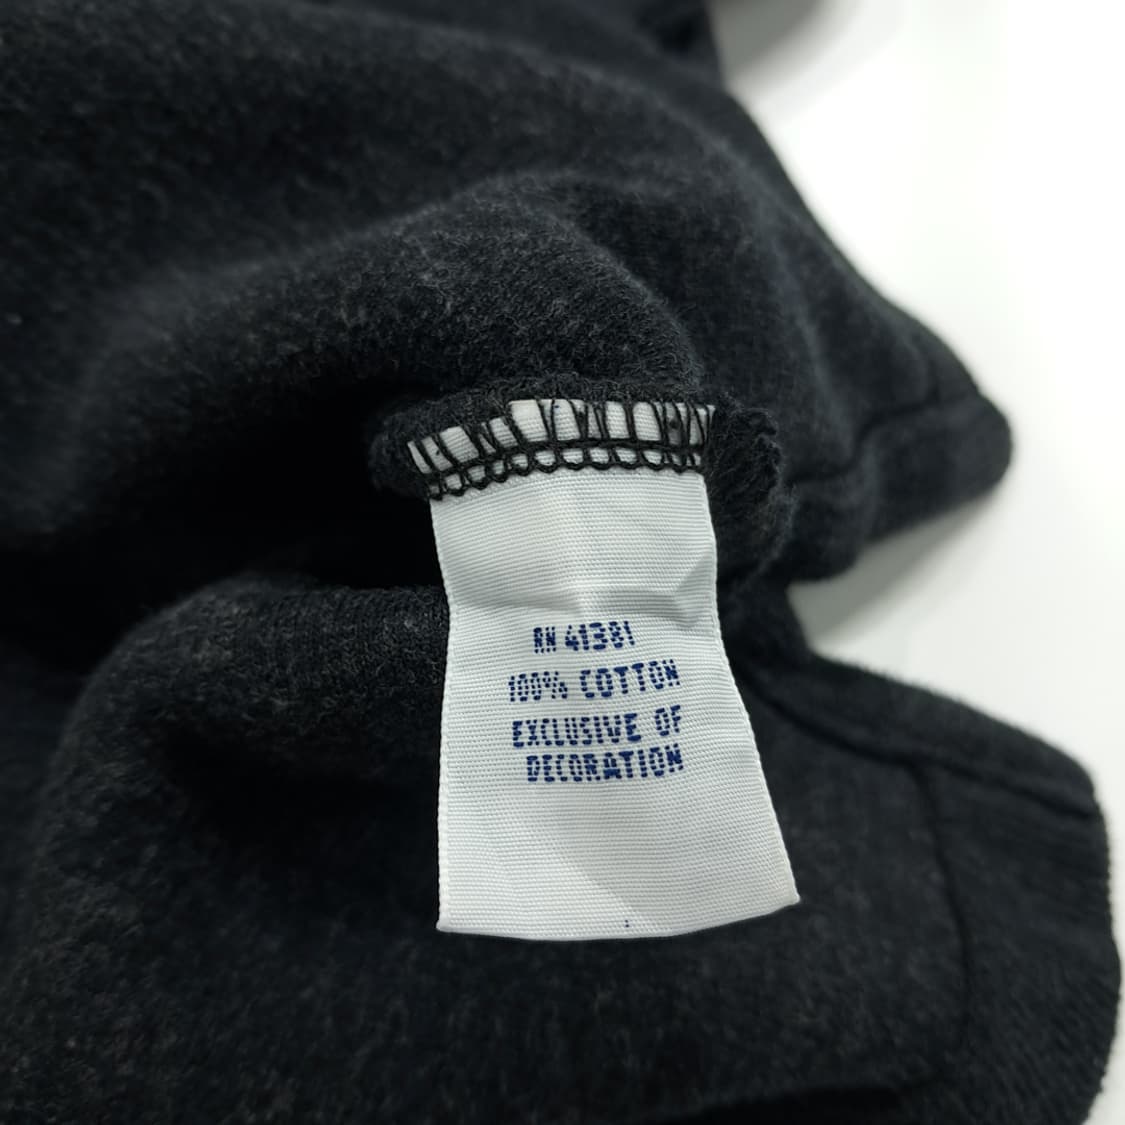 RN 41381
100% COTTON
EXCLUSIVE OF
DECORATION